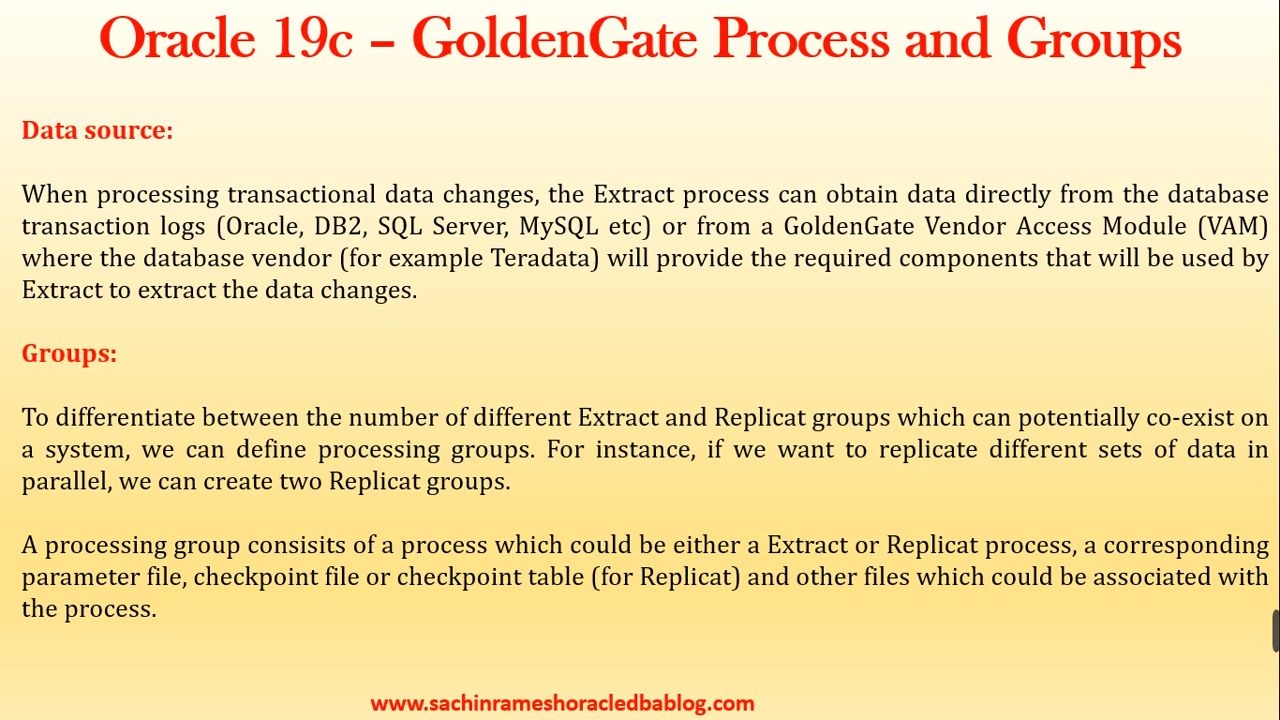 Oracle 19c – GoldenGate Process and Groups
Data source:
When processing transactional data changes, the Extract process can obtain data directly from the database
transaction logs (Oracle, DB2, SQL Server, MySQL etc) or from a GoldenGate Vendor Access Module (VAM)
where the database vendor (for example Teradata) will provide the required components that will be used by
Extract to extract the data changes.
Groups:
To differentiate between the number of different Extract and Replicat groups which can potentially co-exist on
a system, we can define processing groups. For instance, if we want to replicate different sets of data in
parallel, we can create two Replicat groups.
A processing group consisits of a process which could be either a Extract or Replicat process, a corresponding
parameter file, checkpoint file or checkpoint table (for Replicat) and other files which could be associated with
the process.
www.sachinrameshoracledbablog.com